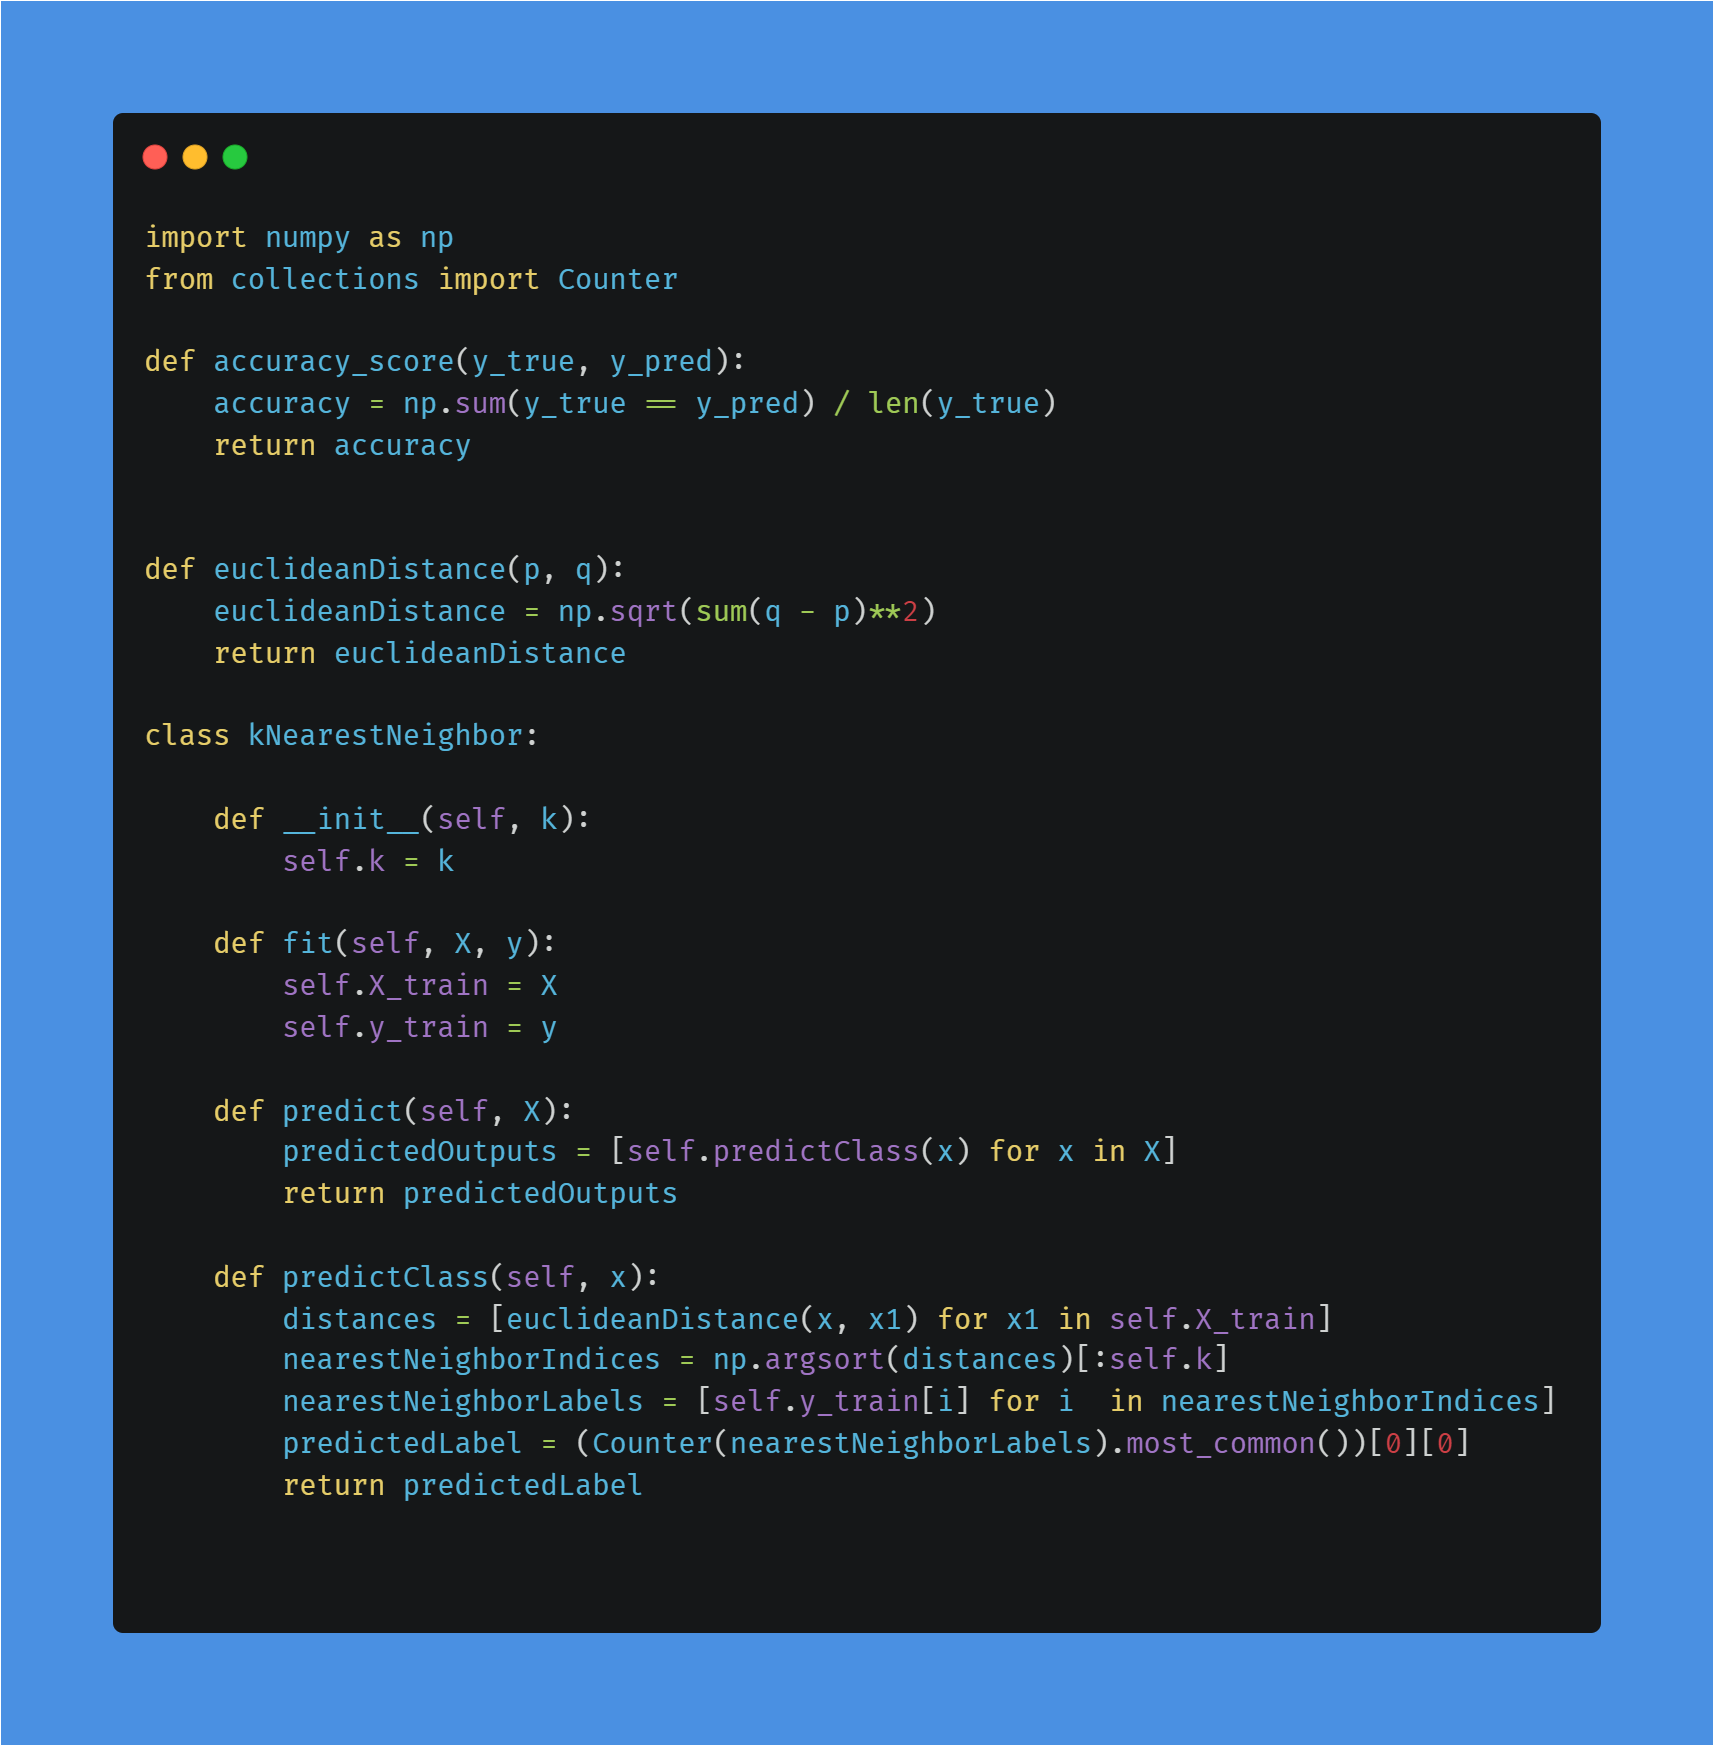 import numpy as np
from collections import Counter

def accuracy_score(y_true, y_pred):
    accuracy = np.sum(y_true == y_pred) / len(y_true)
    return accuracy


def euclideanDistance(p, q):
    euclideanDistance = np.sqrt(sum(q - p)**2)
    return euclideanDistance

class kNearestNeighbor:

    def __init__(self, k):
        self.k = k

    def fit(self, X, y):
        self.X_train = X
        self.y_train = y

    def predict(self, X):
        predictedOutputs = [self.predictClass(x) for x in X]
        return predictedOutputs

    def predictClass(self, x):
        distances = [euclideanDistance(x, x1) for x1 in self.X_train]
        nearestNeighborIndices = np.argsort(distances)[:self.k]
        nearestNeighborLabels = [self.y_train[i] for i  in nearestNeighborIndices]
        predictedLabel = (Counter(nearestNeighborLabels).most_common())[0][0]
        return predictedLabel